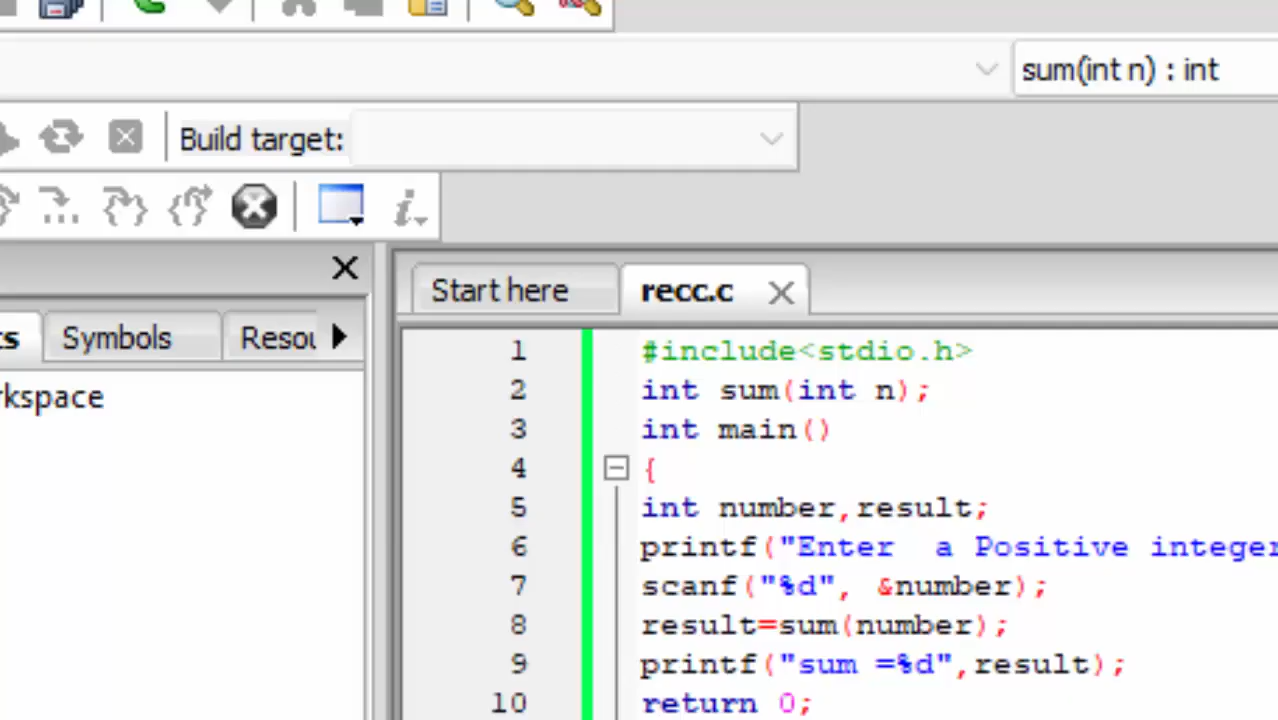 sum(int n) : int
Build target:
Start here
recc.c
Symbols
Resou
rkspace
1 #include<stdio.h>
2 int sum(int n);
3 int main()
4 {
5 int number,result;
6 printf("Enter  a Positive integer
7 scanf("%d", &number);
8 result=sum(number);
9 printf("sum =%d",result);
10 return 0;